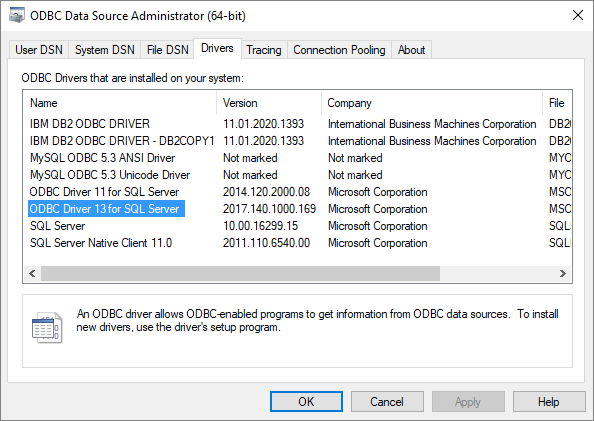 ODBC Data Source Administrator (64-bit)
User DSN System DSN File DSN Drivers Tracing Connection Pooling About
ODBC Drivers that are installed on your system:
Name Version Company File
IBM DB2 ODBC DRIVER 11.01.2020.1393 International Business Machines Corporation DB2
IBM DB2 ODBC DRIVER - DB2COPY1 11.01.2020.1393 International Business Machines Corporation DB2
MySQL ODBC 5.3 ANSI Driver Not marked Not marked MYO
MySQL ODBC 5.3 Unicode Driver Not marked Not marked MYO
ODBC Driver 11 for SQL Server 2014.120.2000.08 Microsoft Corporation MSO
ODBC Driver 13 for SQL Server 2017.140.1000.169 Microsoft Corporation MSO
SQL Server 10.00.16299.15 Microsoft Corporation SQL
SQL Server Native Client 11.0 2011.110.6540.00 Microsoft Corporation SQL
An ODBC driver allows ODBC-enabled programs to get information from ODBC data sources. To install
new drivers, use the driver's setup program.
OK Cancel Apply Help